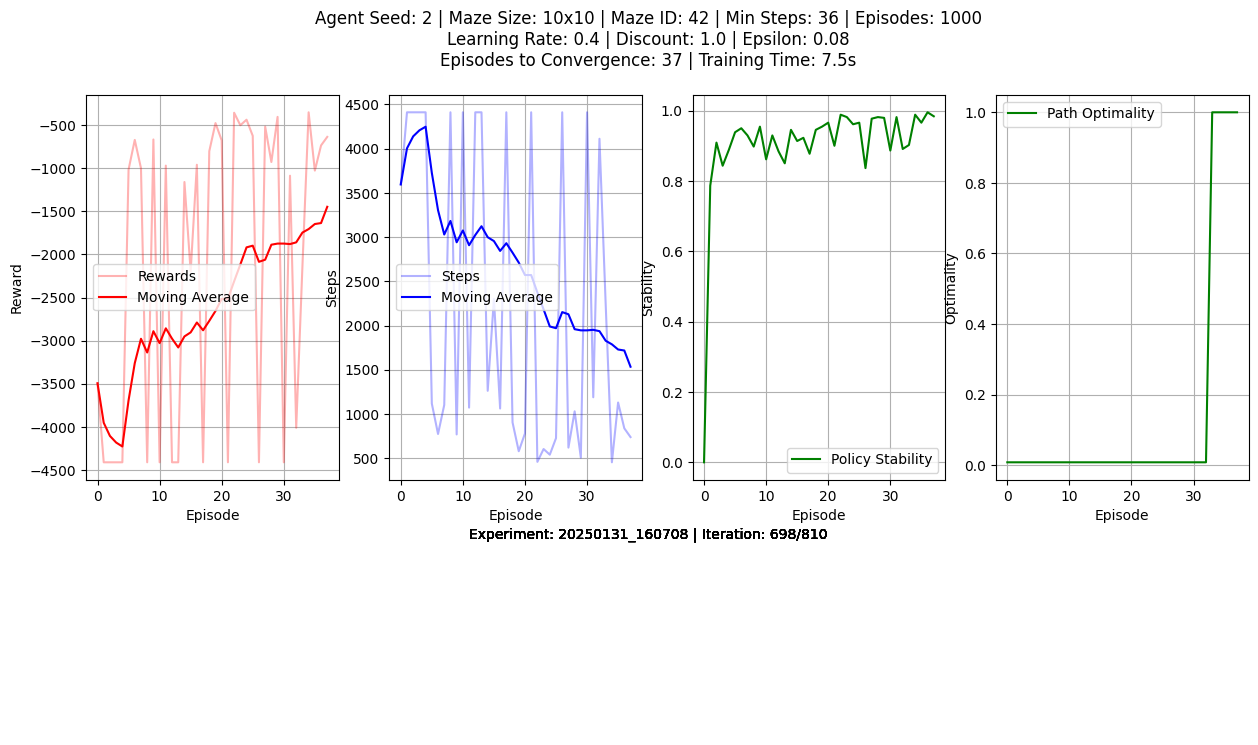 Agent Seed: 2 | Maze Size: 10x10 | Maze ID: 42 | Min Steps: 36 | Episodes: 1000
Learning Rate: 0.4 | Discount: 1.0 | Epsilon: 0.08
Episodes to Convergence: 37 | Training Time: 7.5s
Reward
−500
−1000
−1500
−2000
−2500
−3000
−3500
−4000
−4500
Rewards
Moving Average
0
10
20
30
Episode
Steps
4500
4000
3500
3000
2500
2000
1500
1000
500
Steps
Moving Average
0
10
20
30
Episode
Stability
1.0
0.8
0.6
0.4
0.2
0.0
Policy Stability
0
10
20
30
Episode
Optimality
1.0
0.8
0.6
0.4
0.2
0.0
Path Optimality
0
10
20
30
Episode
Experiment: 20250131_160708 | Iteration: 698/810